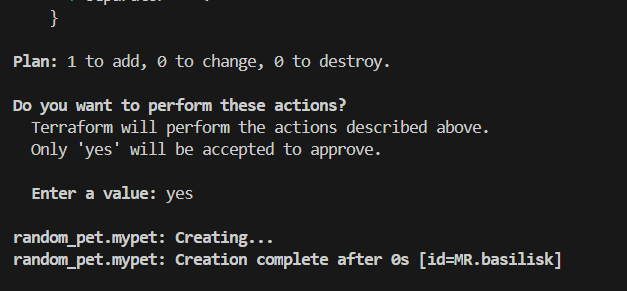 }
Plan: 1 to add, 0 to change, 0 to destroy.
Do you want to perform these actions?
Terraform will perform the actions described above.
Only 'yes' will be accepted to approve.
Enter a value: yes
random_pet.mypet: Creating...
random_pet.mypet: Creation complete after 0s [id=MR.basilisk]